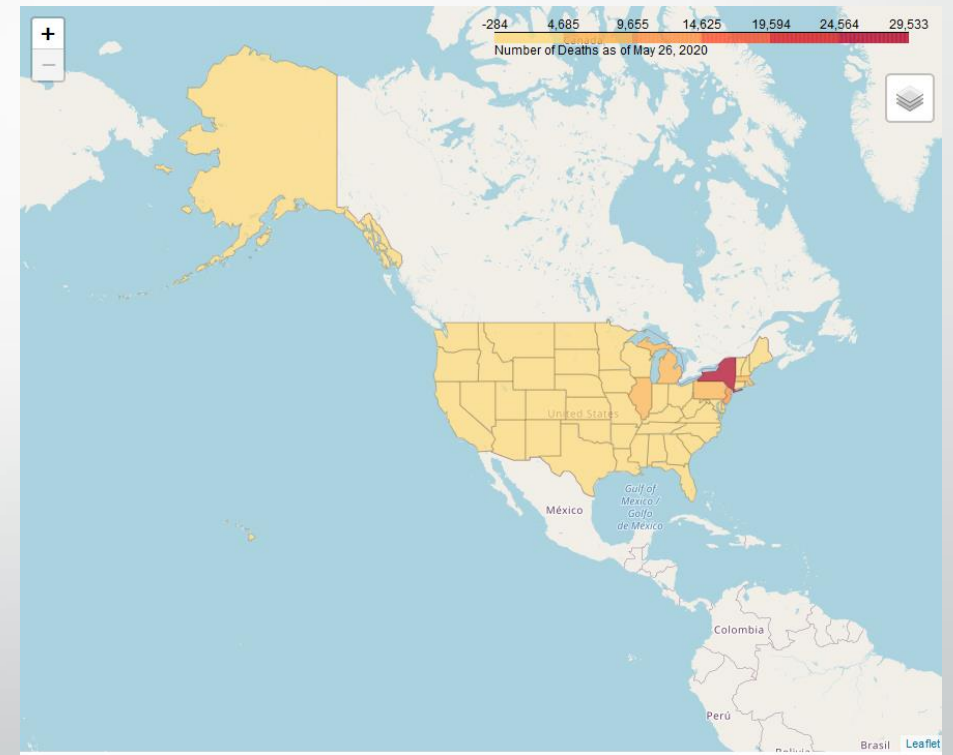 +
−
-284 4,685 9,655 14,625 19,594 24,564 29,533
Canada
Number of Deaths as of May 26, 2020
United States
Gulf of
Mexico /
Golfo
de México
México
Colombia
Perú
Brasil
Bolivia
Leaflet